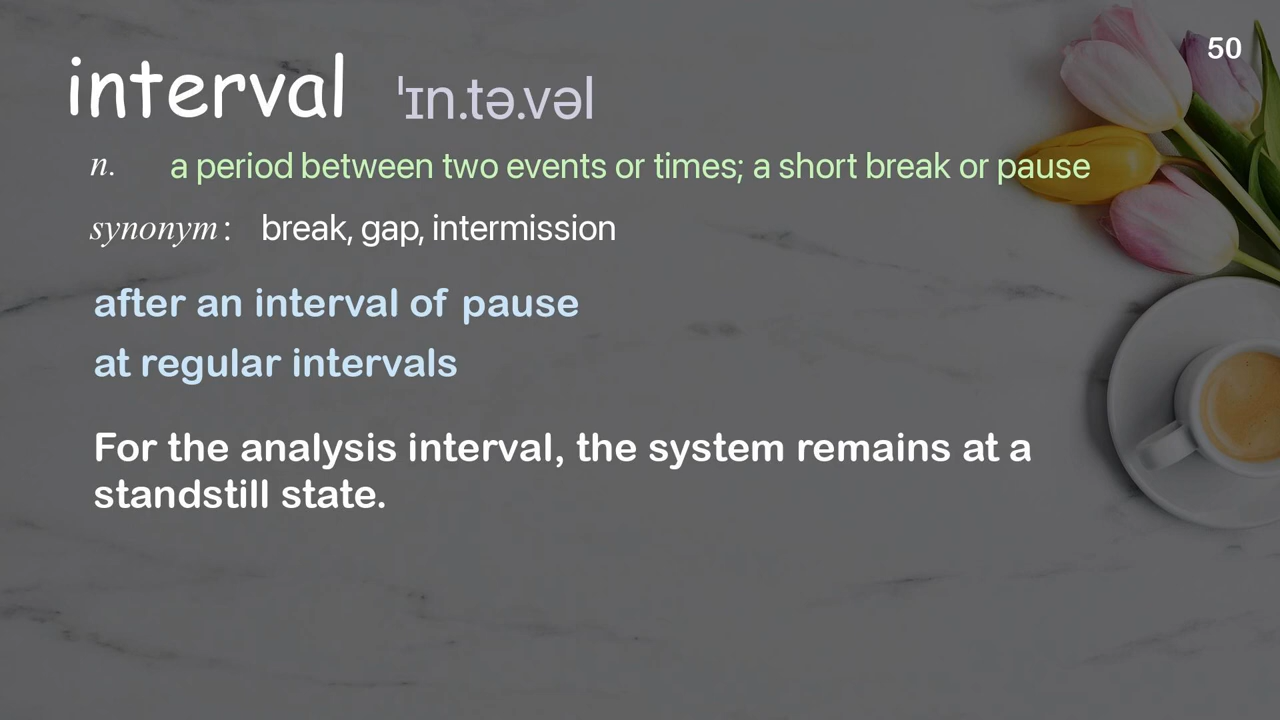 50
interval ˈɪn.tə.vəl
n. a period between two events or times; a short break or pause
synonym: break, gap, intermission
after an interval of pause
at regular intervals
For the analysis interval, the system remains at a
standstill state.